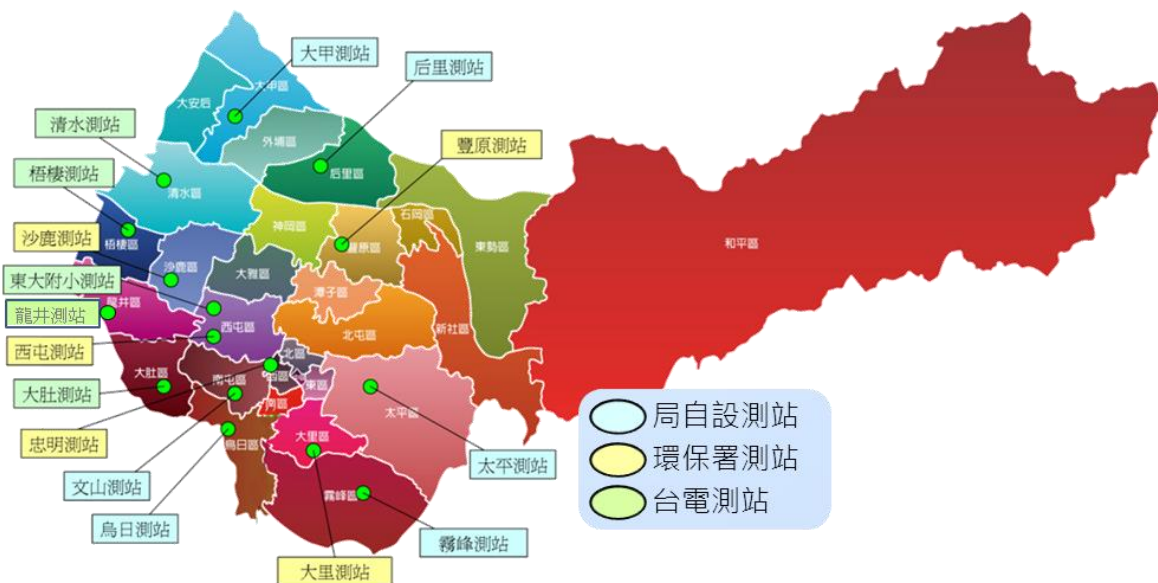 大甲測站
后里測站
大甲區
大安后
清水測站
外埔區
豐原測站
后里區
梧棲測站
清水區
石岡區
沙鹿測站
神岡區
梧棲區
豐原區
東勢區
和平區
沙鹿區
大雅區
東大附小測站
潭子區
龍井區
龍井測站
西屯區
北屯區
新社區
西屯測站
北區
大肚區
南屯區
西區
東區
大肚測站
南區
太平區
局自設測站
忠明測站
大里區
烏日區
環保署測站
太平測站
文山測站
霧峰區
台電測站
烏日測站
霧峰測站
大里測站